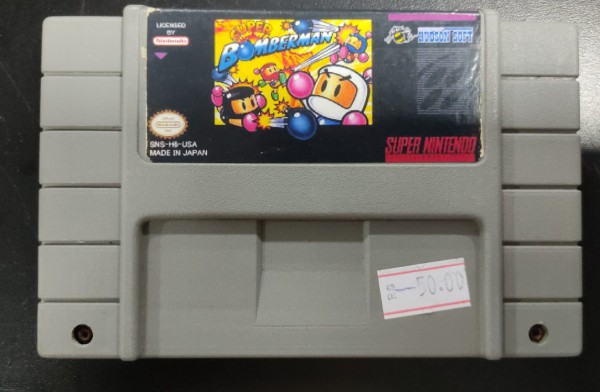 LICENSED
BY
Nintendo
SUPER
BOMBERMAN
HUDSON SOFT
SNS-H6-USA
MADE IN JAPAN
SUPER NINTENDO
50.00